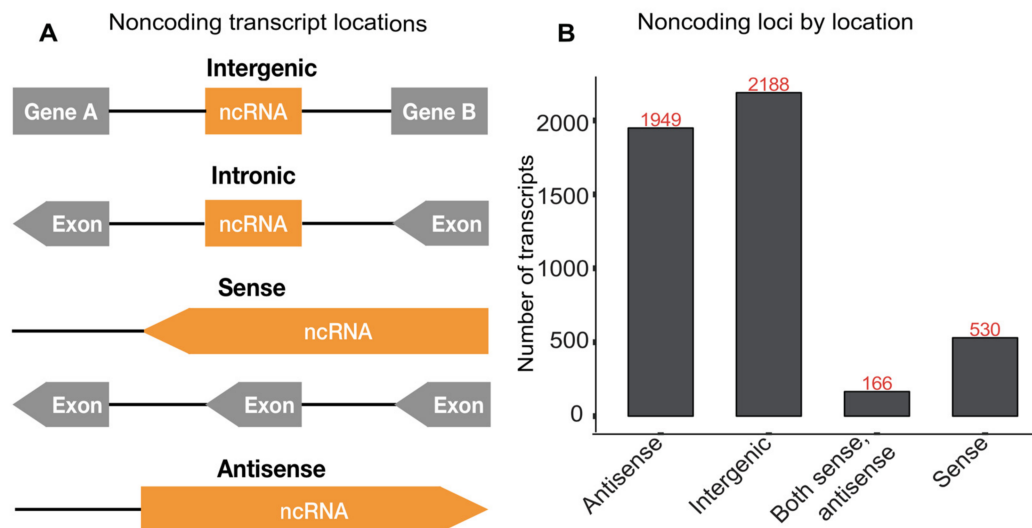 A
Noncoding transcript locations
Intergenic
Gene A
ncRNA
Gene B
Intronic
Exon
ncRNA
Exon
Sense
ncRNA
Exon
Exon
Exon
Antisense
ncRNA
B
Noncoding loci by location
Number of transcripts
2000
1500
1000
500
0
1949
2188
166
530
Antisense
Intergenic
Both sense,
antisense
Sense